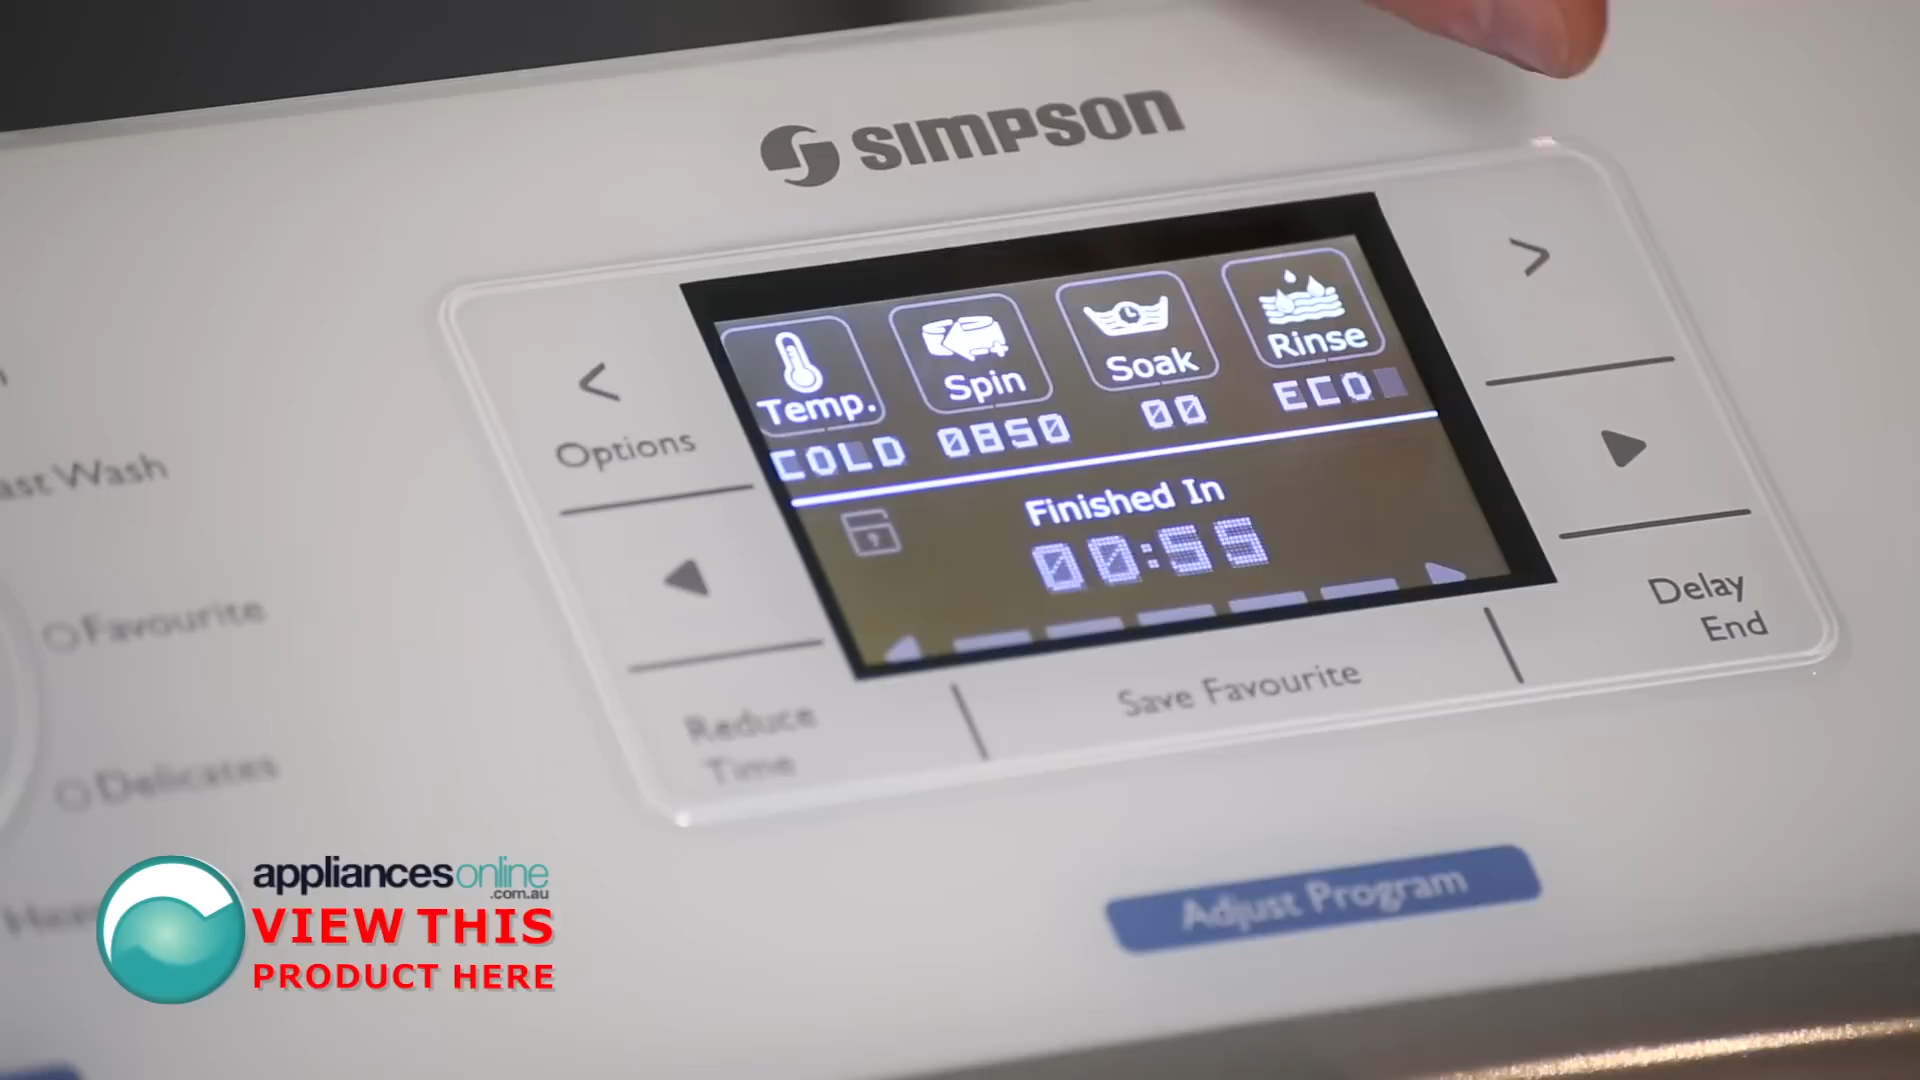 SIMPSON
Temp. Spin Soak Rinse
COLD 0850 00 ECO
Finished In
00:55
< Options
>
Reduce
Time
Save Favourite
Delay
End
Adjust Program
Wash
Favourite
Delicates
appliancesonline
.com.au
VIEW THIS
PRODUCT HERE